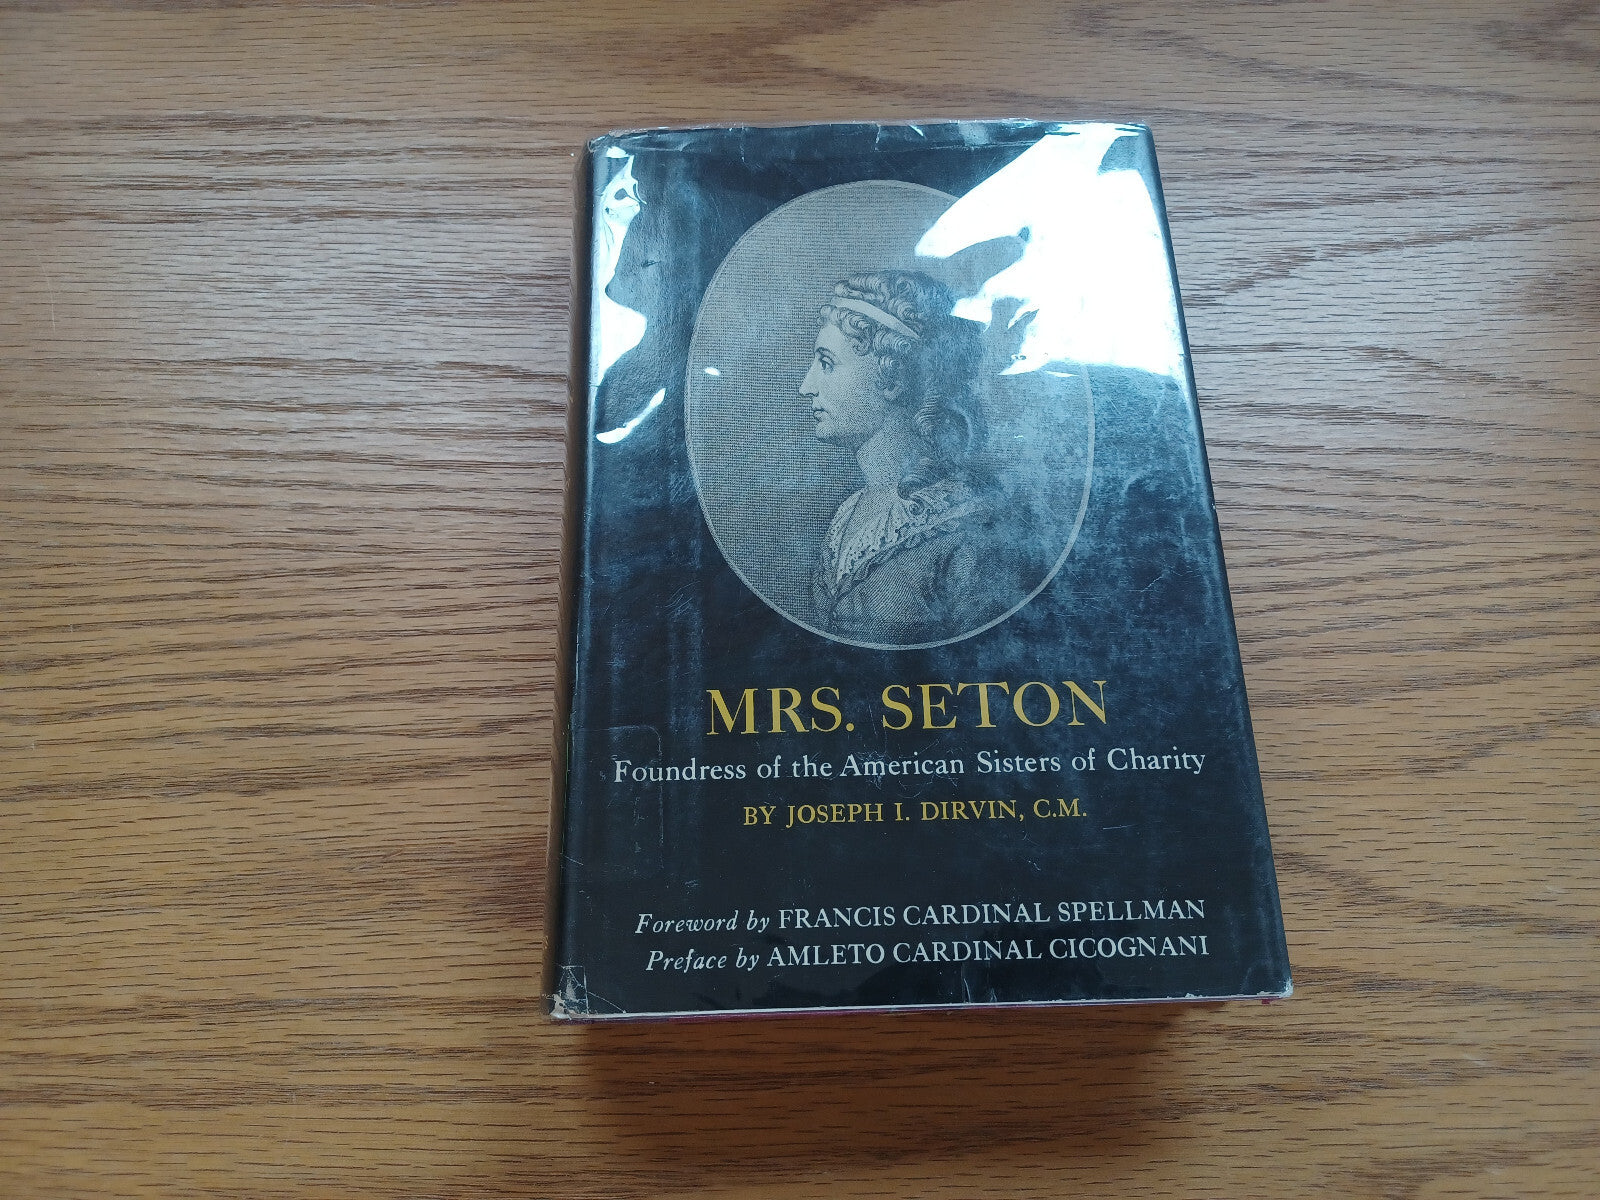 MRS. SETON
Foundress of the American Sisters of Charity
BY JOSEPH I. DIRVIN, C.M.
Foreword by FRANCIS CARDINAL SPELLMAN
Preface by AMLETO CARDINAL CICOGNANI